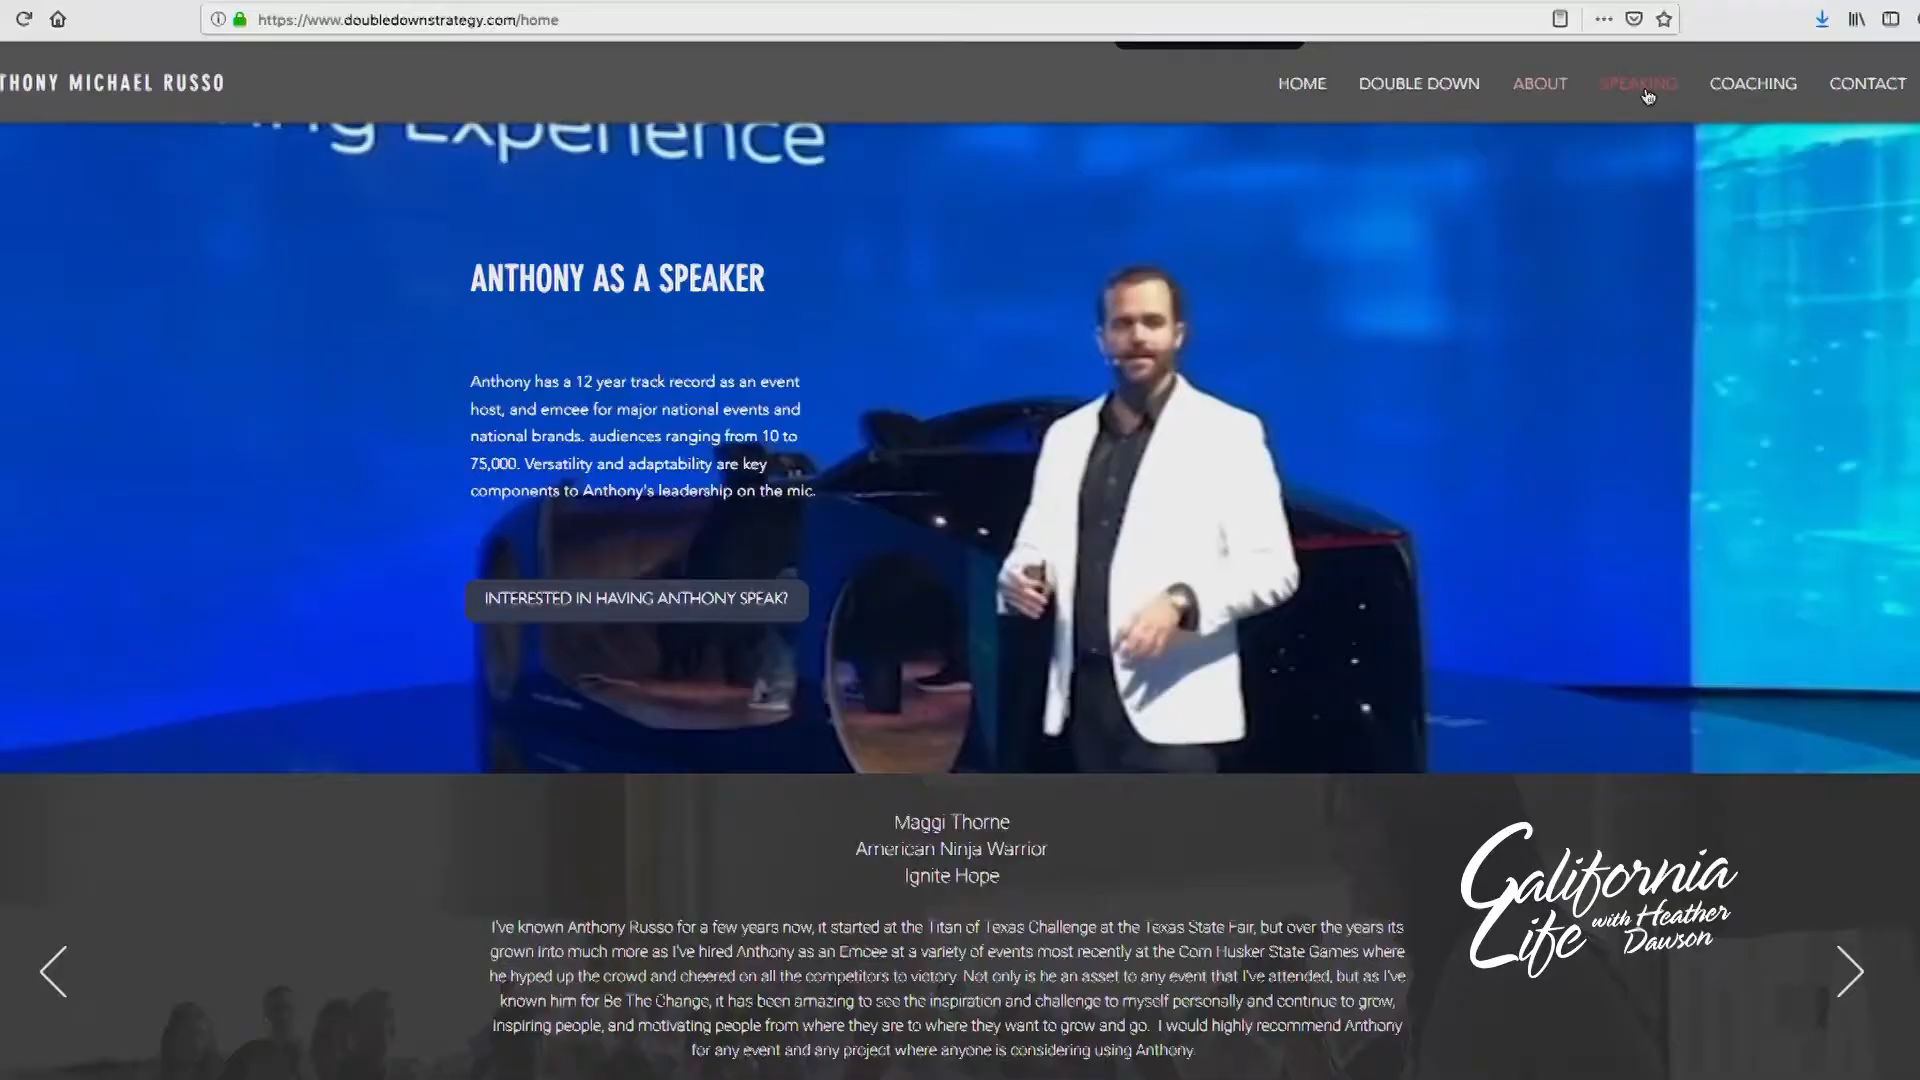 https://www.doubledownstrategy.com/home
THONY MICHAEL RUSSO
HOME DOUBLE DOWN ABOUT SPEAKING COACHING CONTACT
ing Experience
ANTHONY AS A SPEAKER
Anthony has a 12 year track record as an event
host, and emcee for major national events and
national brands. audiences ranging from 10 to
75,000. Versatility and adaptability are key
components to Anthony's leadership on the mic.
INTERESTED IN HAVING ANTHONY SPEAK?
Maggi Thorne
American Ninja Warrior
Ignite Hope
I've known Anthony Russo for a few years now, it started at the Titan of Texas Challenge at the Texas State Fair, but over the years its
grown into much more as I've hired Anthony as an Emcee at a variety of events most recently at the Corn Husker State Games where
he hyped up the crowd and cheered on all the competitors to victory. Not only is he an asset to any event that I've attended, but as I've
known him for Be The Change, it has been amazing to see the inspiration and challenge to myself personally and continue to grow,
inspiring people, and motivating people from where they are to where they want to grow and go. I would highly recommend Anthony
for any event and any project where anyone is considering using Anthony.
California
Life with Heather
Dawson